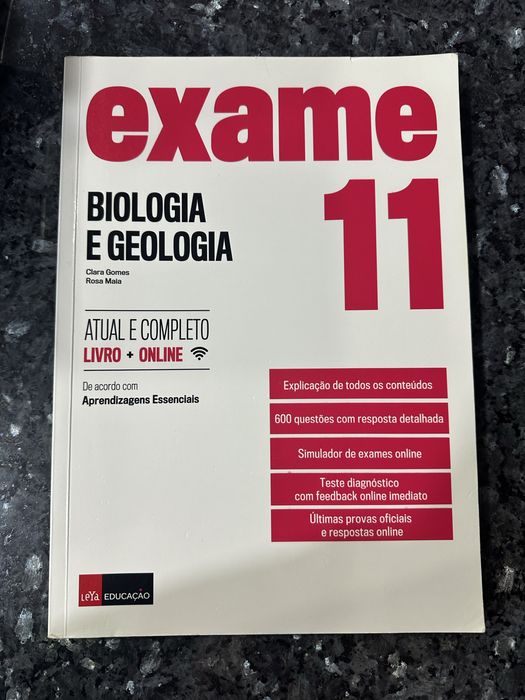 exame
11
BIOLOGIA
E GEOLOGIA
Clara Gomes
Rosa Maia
ATUAL E COMPLETO
LIVRO + ONLINE
De acordo com
Aprendizagens Essenciais
Explicação de todos os conteúdos
600 questões com resposta detalhada
Simulador de exames online
Teste diagnóstico
com feedback online imediato
Últimas provas oficiais
e respostas online
LeYa EDUCAÇÃO